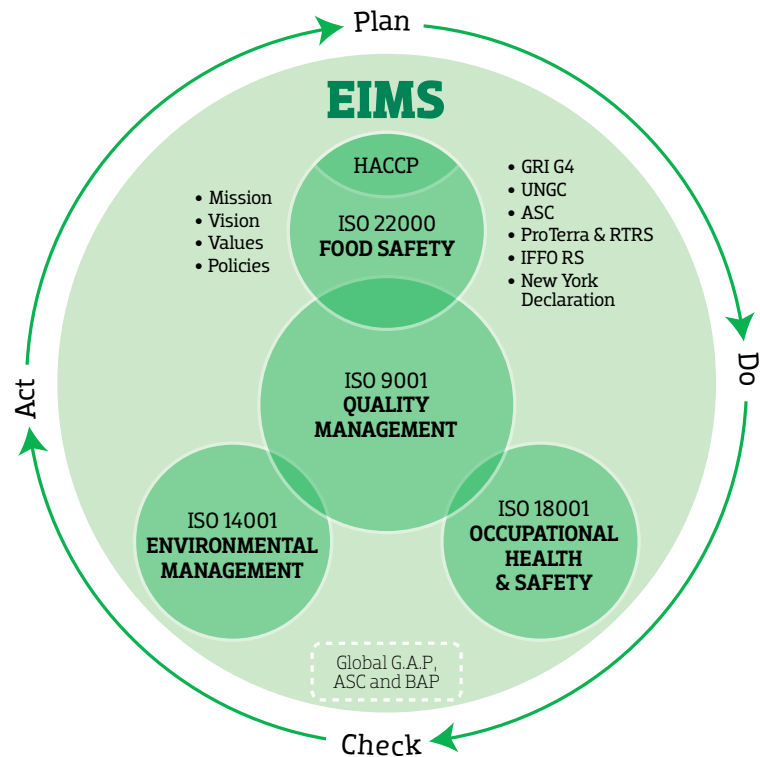 Plan
EIMS
HACCP
ISO 22000
FOOD SAFETY
• Mission
• Vision
• Values
• Policies
• GRI G4
• UNGC
• ASC
• ProTerra & RTRS
• IFFO RS
• New York
Declaration
Do
Act
ISO 9001
QUALITY
MANAGEMENT
ISO 14001
ENVIRONMENTAL
MANAGEMENT
ISO 18001
OCCUPATIONAL
HEALTH
& SAFETY
Global G.A.P,
ASC and BAP
Check